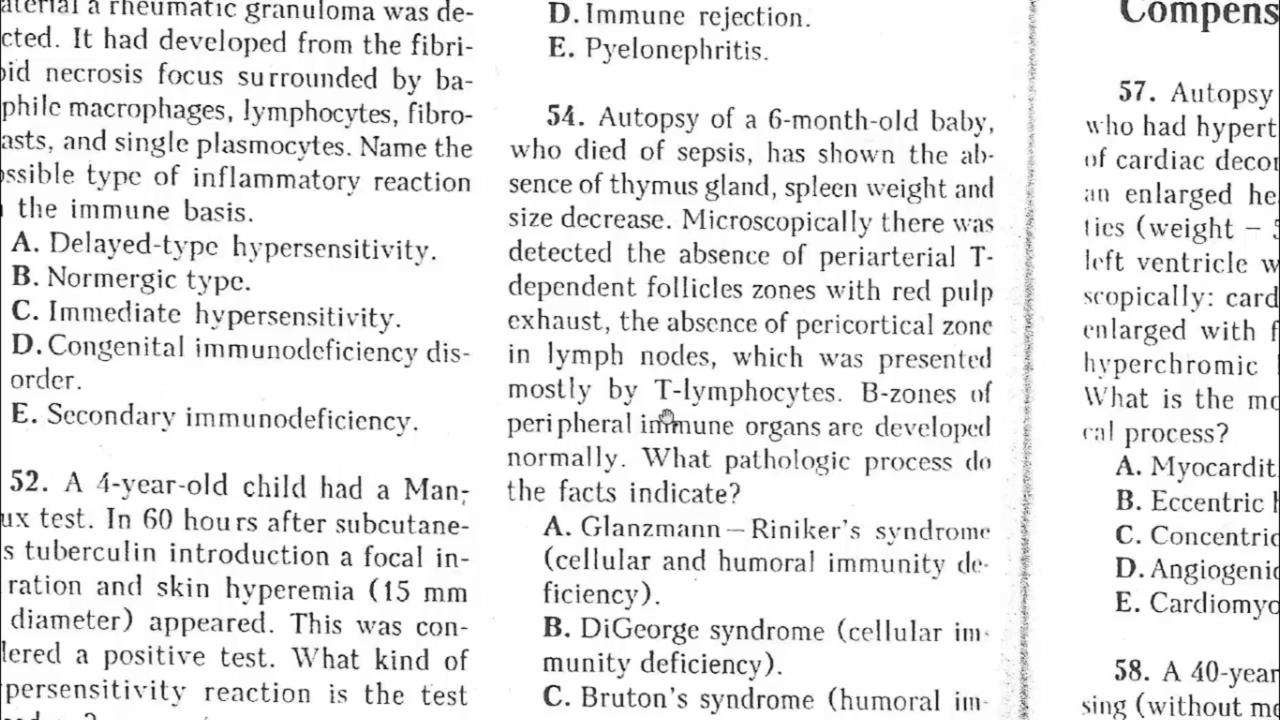 aterial a rheumatic granuloma was de-
cted. It had developed from the fibri-
oid necrosis focus surrounded by ba-
philc macrophages, lymphocytes, fibro-
asts, and single plasmocytes. Name the
ossible type of inflammatory reaction
the immune basis.
A. Delayed-type hypersensitivity.
B. Normergic type.
C. Immediate hypersensitivity.
D. Congenital immunodeficiency dis-
order.
E. Secondary immunodeficiency.
52. A 4-year-old child had a Man-
ux test. In 60 hours after subcutane-
s tuberculin introduction a focal in-
ration and skin hyperemia (15 mm
diameter) appeared. This was con-
lered a positive test. What kind of
persensitivity reaction is the test
D. Immune rejection.
E. Pyelonephritis.
54. Autopsy of a 6-month-old baby,
who died of sepsis, has shown the ab-
sence of thymus gland, spleen weight and
size decrease. Microscopically there was
detected the absence of periarterial T-
dependent follicles zones with red pulp
exhaust, the absence of pericortical zone
in lymph nodes, which was presented
mostly by T-lymphocytes. B-zones of
peripheral immune organs are developed
normally. What pathologic process do
the facts indicate?
A. Glanzmann – Riniker's syndrome
(cellular and humoral immunity de-
ficiency).
B. DiGeorge syndrome (cellular im-
munity deficiency).
C. Bruton's syndrome (humoral im-
Compens
57. Autopsy
who had hypert
of cardiac decor
an enlarged he
ties (weight –
left ventricle w
scopically: card
enlarged with f
hyperchromic
What is the mo
cal process?
A. Myocardit
B. Eccentric
C. Concentric
D. Angiogenic
E. Cardiomyo
58. A 40-year
sing (without mo